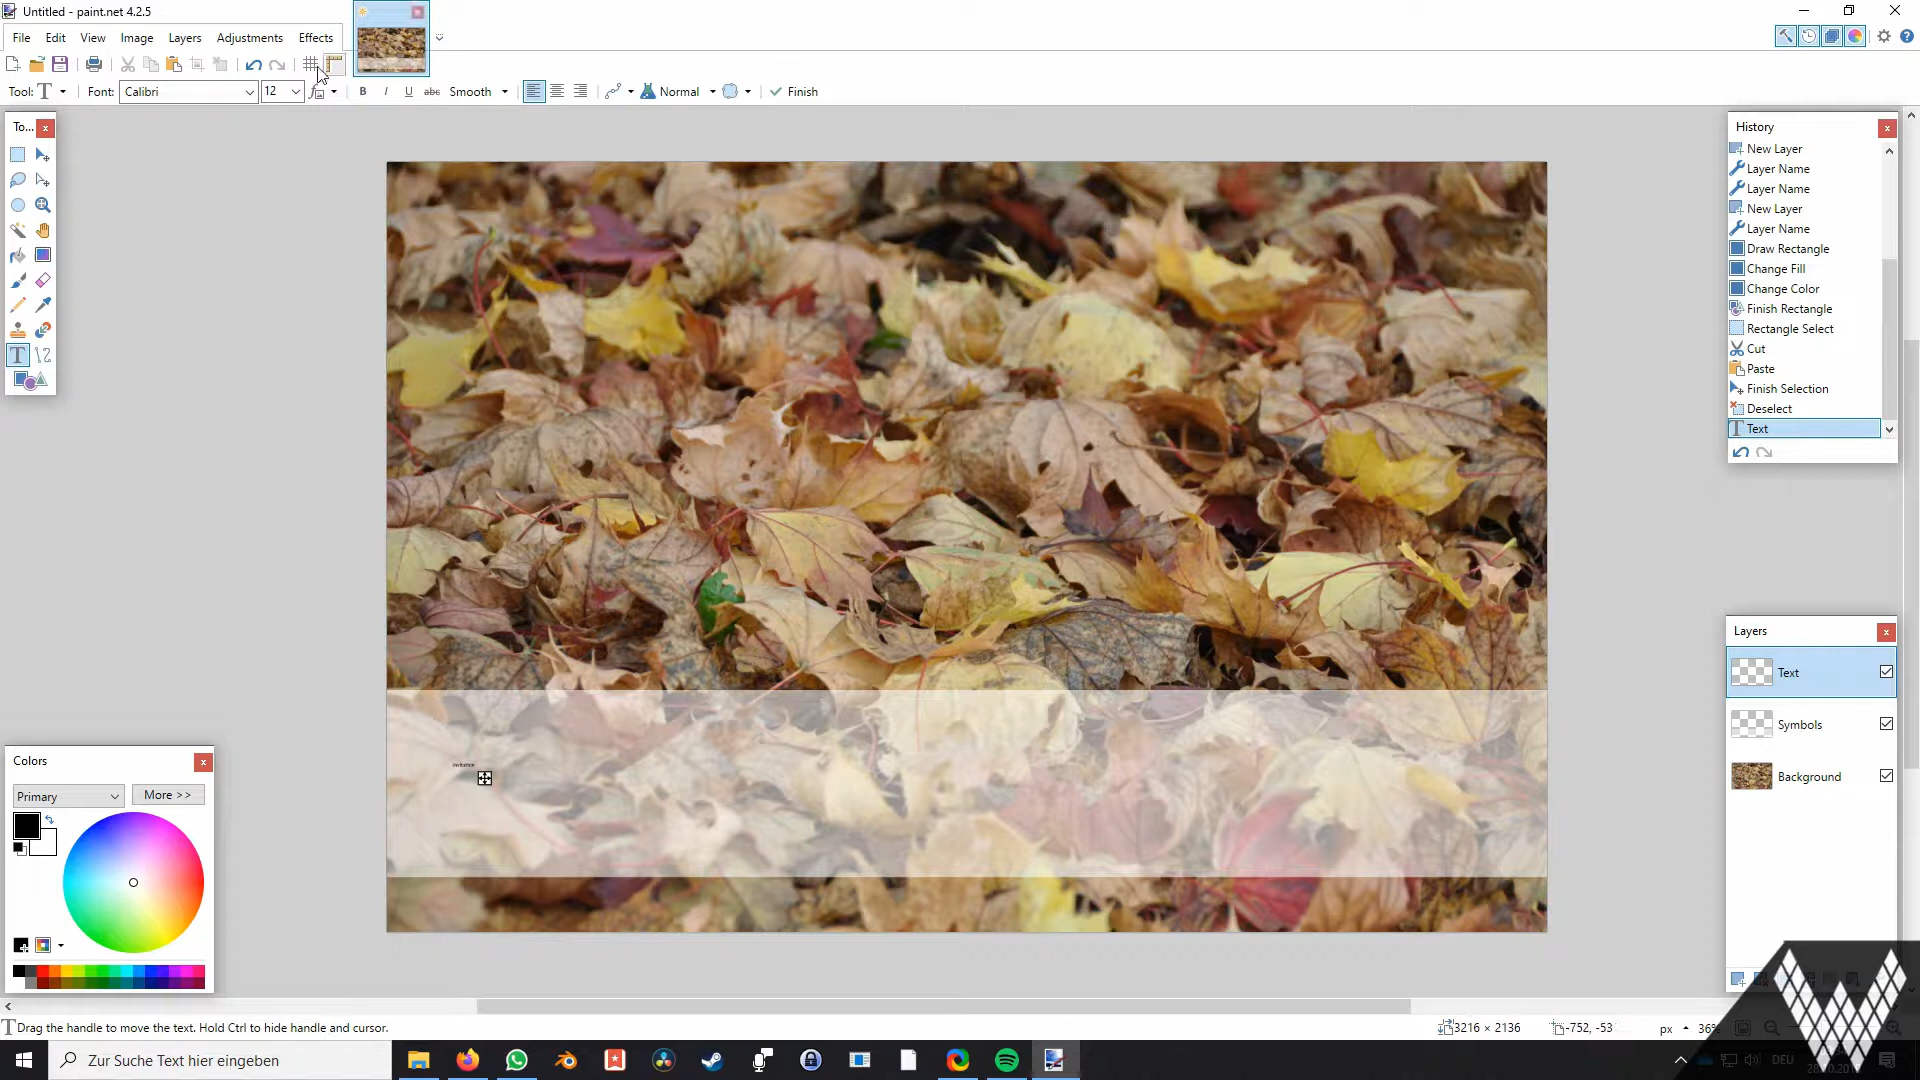 Untitled - paint.net 4.2.5
File Edit View Image Layers Adjustments Effects
Tool: T Font: Calibri 12 B I U abc Smooth Normal Finish
To...
History
New Layer
Layer Name
Layer Name
New Layer
Layer Name
Draw Rectangle
Change Fill
Change Color
Finish Rectangle
Rectangle Select
Cut
Paste
Finish Selection
Deselect
Text
Layers
Text
Symbols
Background
Colors
Primary More >>
Invitation
Drag the handle to move the text. Hold Ctrl to hide handle and cursor.
3216 × 2136 -752, -53 px 36%
Zur Suche Text hier eingeben
DEU